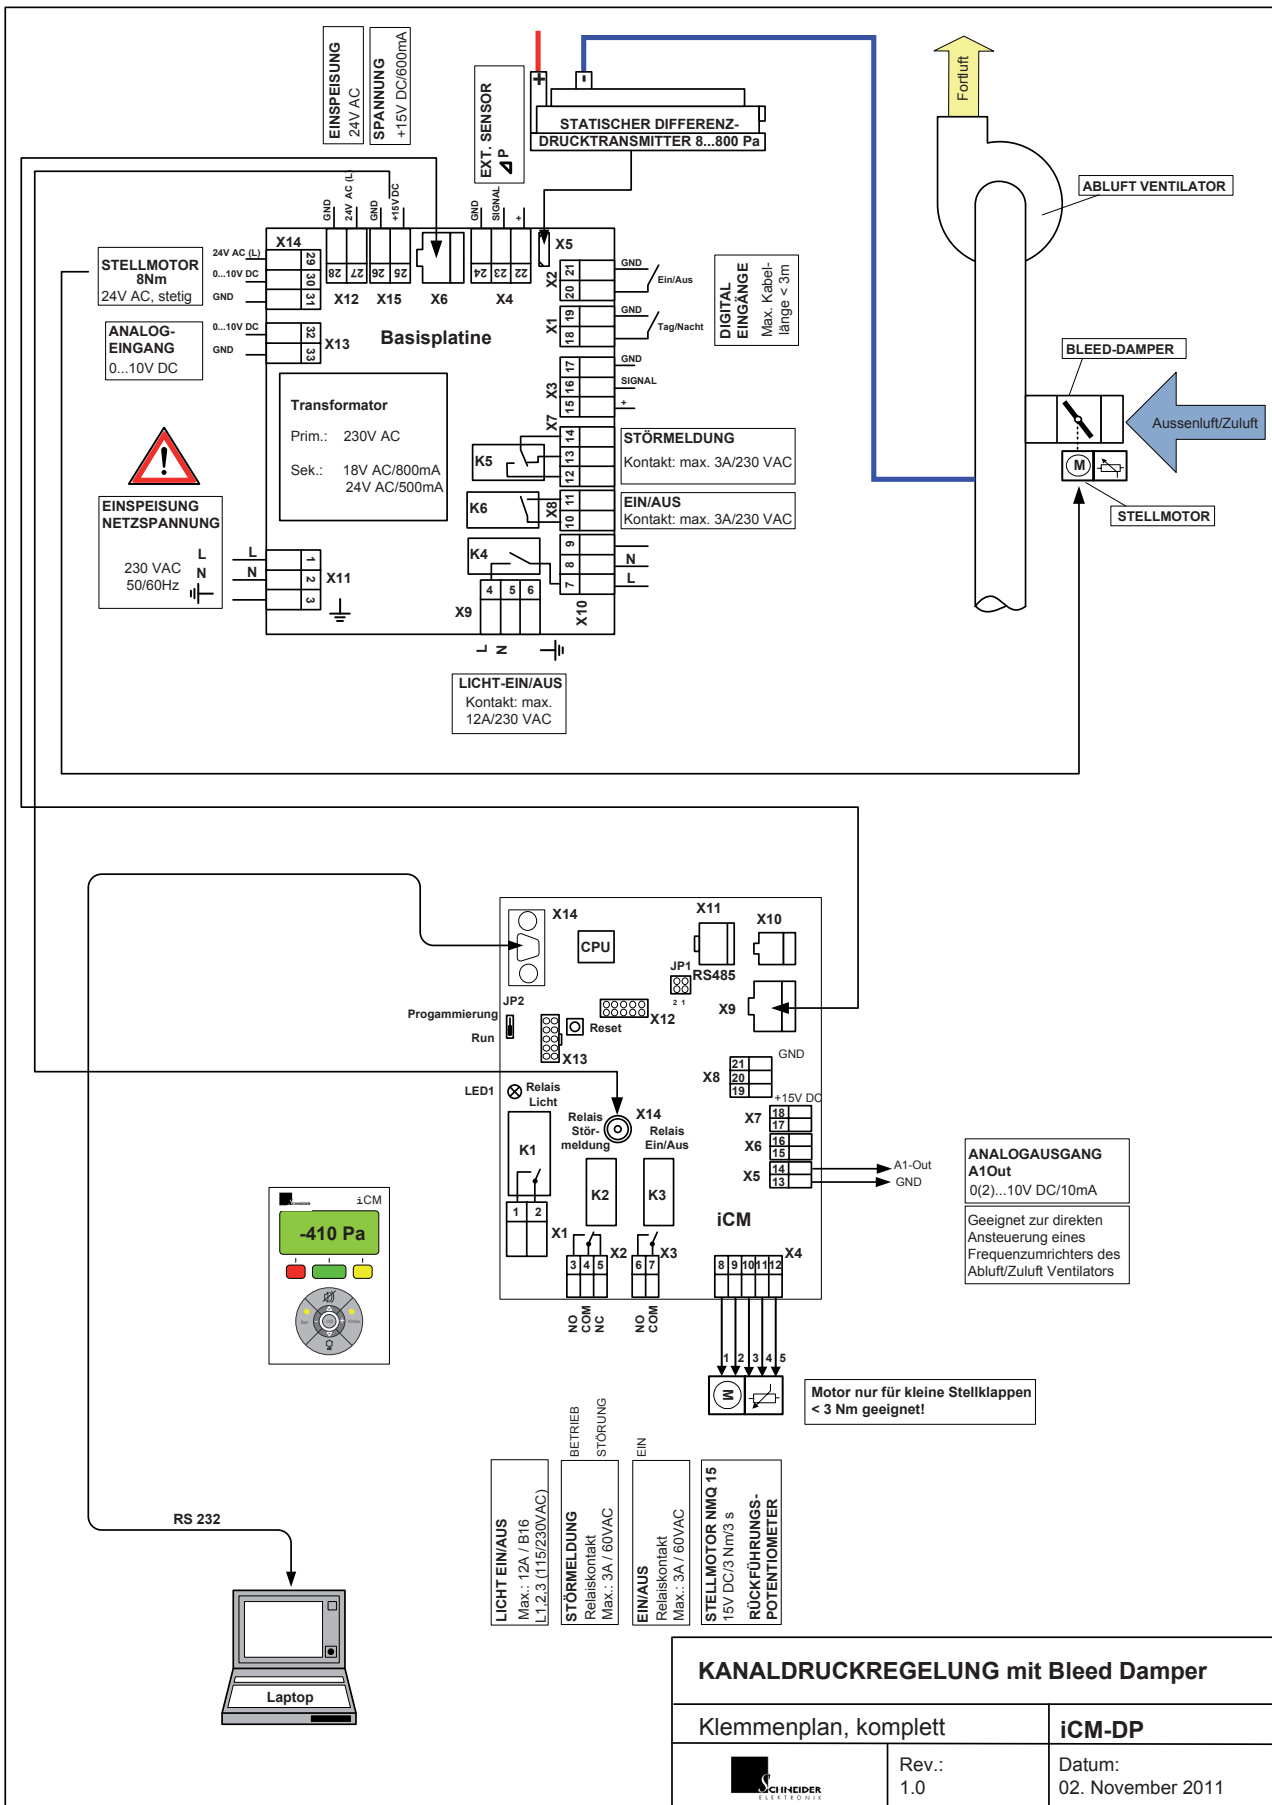 EINSPEISUNG
24V AC
SPANNUNG
+15V DC/600mA
EXT. SENSOR
⊿P
+
-
STATISCHER DIFFERENZ-
DRUCKTRANSMITTER 8...800 Pa
Fortluft
ABLUFT VENTILATOR
GND
24V AC (L)
GND
+15V DC
GND
SIGNAL
+
X14
X5
STELLMOTOR
8Nm
24V AC, stetig
24V AC (L)
0...10V DC
GND
29
30
31
28
27
26
25
24
23
22
X12
X15
X6
X4
X2
21
20
GND
Ein/Aus
DIGITAL
EINGÄNGE
Max. Kabel-
länge < 3m
ANALOG-
EINGANG
0...10V DC
0...10V DC
GND
32
33
X13
Basisplatine
X1
19
18
GND
Tag/Nacht
X3
17
16
15
GND
SIGNAL
+
BLEED-DAMPER
Aussenluft/Zuluft
M
STELLMOTOR
Transformator
Prim.: 230V AC
Sek.: 18V AC/800mA
24V AC/500mA
X7
K5
14
13
12
STÖRMELDUNG
Kontakt: max. 3A/230 VAC
K6
X8
11
10
EIN/AUS
Kontakt: max. 3A/230 VAC
!
EINSPEISUNG
NETZSPANNUNG
230 VAC
50/60Hz
L
N
L
N
1
2
3
X11
K4
9
8
7
N
L
X10
4
5
6
X9
L
N
LICHT-EIN/AUS
Kontakt: max.
12A/230 VAC
X14
CPU
X11
X10
RS485
JP1
2 1
JP2
Progammierung
Run
X12
Reset
X13
X9
X8
21
20
19
GND
+15V DC
LED1
Relais
Licht
Relais
Stör-
meldung
X14
Relais
Ein/Aus
X7
18
17
X6
16
15
X5
14
13
A1-Out
GND
ANALOGAUSGANG
A1Out
0(2)...10V DC/10mA
Geeignet zur direkten
Ansteuerung eines
Frequenzumrichters des
Abluft/Zuluft Ventilators
K1
K2
K3
iCM
1
2
X1
3
4
5
X2
6
7
X3
8
9
10
11
12
X4
NO
COM
NC
NO
COM
1
2
3
4
5
M
Motor nur für kleine Stellklappen
< 3 Nm geeignet!
SCHNEIDER
iCM
-410 Pa
BETRIEB
STÖRUNG
EIN
LICHT EIN/AUS
Max.: 12A / B16
L1,2,3 (115/230VAC)
STÖRMELDUNG
Relaiskontakt
Max.: 3A / 60VAC
EIN/AUS
Relaiskontakt
Max.: 3A / 60VAC
STELLMOTOR NMQ 15
15V DC/3 Nm/3 s
RÜCKFÜHRUNGS-
POTENTIOMETER
RS 232
Laptop
KANALDRUCKREGELUNG mit Bleed Damper
Klemmenplan, komplett
iCM-DP
SCHNEIDER
ELEKTRONIK
Rev.:
1.0
Datum:
02. November 2011